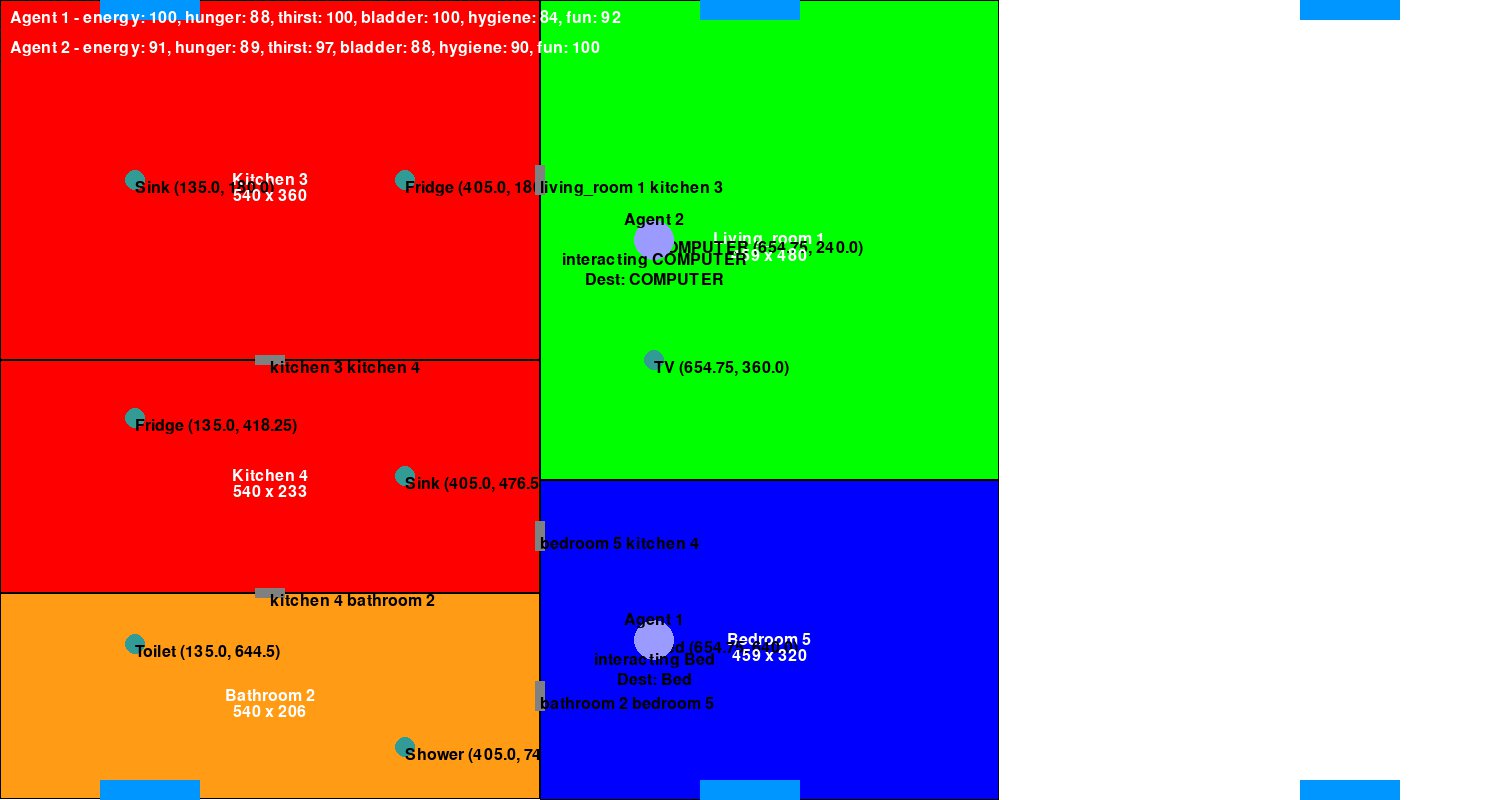 Agent 1 - energy: 100, hunger: 88, thirst: 100, bladder: 100, hygiene: 84, fun: 92
Agent 2 - energy: 91, hunger: 89, thirst: 97, bladder: 88, hygiene: 90, fun: 100
Kitchen 3
540 x 360
Sink (135.0, 180.0)
Fridge (405.0, 18
living_room 1 kitchen 3
Agent 2
Living_room 1
459 x 480
COMPUTER (654.75, 240.0)
interacting COMPUTER
Dest: COMPUTER
TV (654.75, 360.0)
kitchen 3 kitchen 4
Fridge (135.0, 418.25)
Kitchen 4
540 x 233
Sink (405.0, 476.5
bedroom 5 kitchen 4
kitchen 4 bathroom 2
Agent 1
Bedroom 5
459 x 320
interacting Bed
Dest: Bed
Toilet (135.0, 644.5)
Bathroom 2
540 x 206
bathroom 2 bedroom 5
Shower (405.0, 74